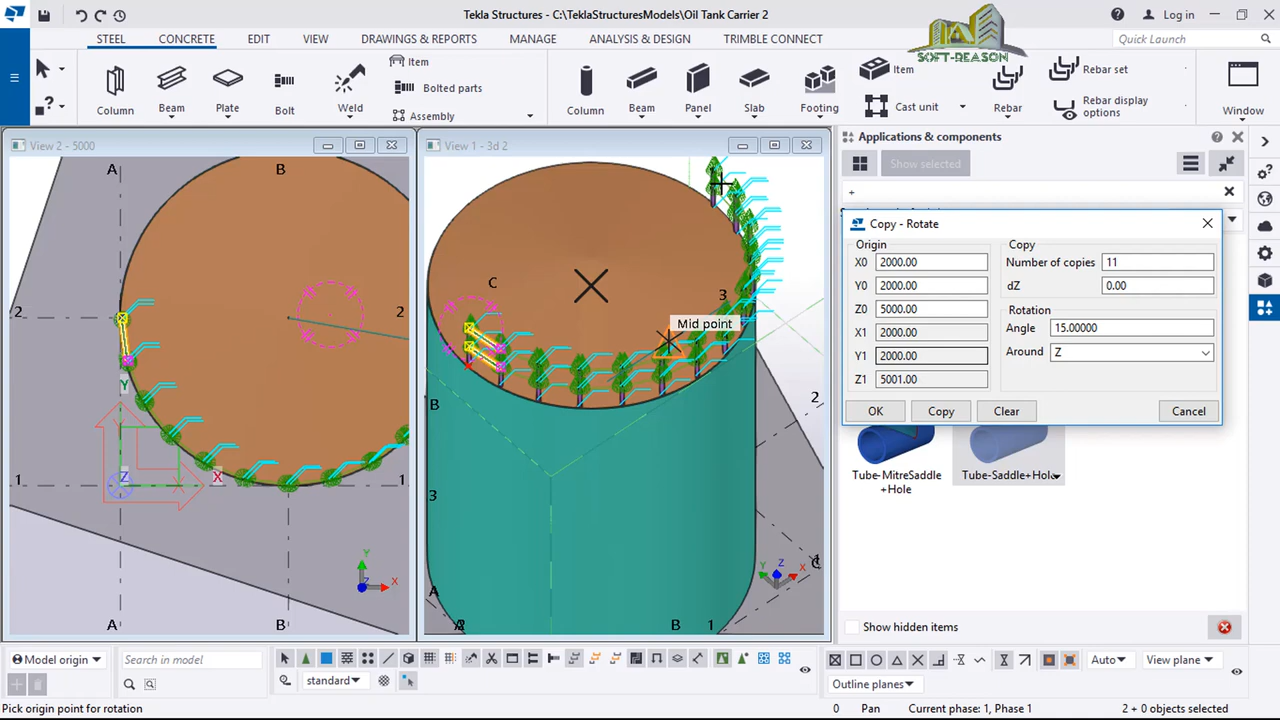 Tekla Structures - C:\TeklaStructuresModels\Oil Tank Carrier 2
Log in
STEEL CONCRETE EDIT VIEW DRAWINGS & REPORTS MANAGE ANALYSIS & DESIGN TRIMBLE CONNECT
SOFT-REASON
Quick Launch
Column Beam Plate Bolt Weld
Item
Bolted parts
Assembly
Column Beam Panel Slab Footing
Item
Cast unit
Rebar
Rebar set
Rebar display options
Window
View 2 - 5000
A B
2 2
Y
Z X
1 1
Y
Z X
A B
View 1 - 3d 2
C 3
Mid point
B
2
3
A
Y Z X
B 1
Applications & components
Show selected
+
Copy - Rotate
Origin
X0 2000.00
Y0 2000.00
Z0 5000.00
X1 2000.00
Y1 2000.00
Z1 5001.00
Copy
Number of copies 11
dZ 0.00
Rotation
Angle 15.00000
Around Z
OK Copy Clear Cancel
Tube-MitreSaddle
+Hole
Tube-Saddle+Hole
Show hidden items
Model origin
Search in model
standard
Auto
View plane
Outline planes
Pick origin point for rotation
0 Pan Current phase: 1, Phase 1 2 + 0 objects selected